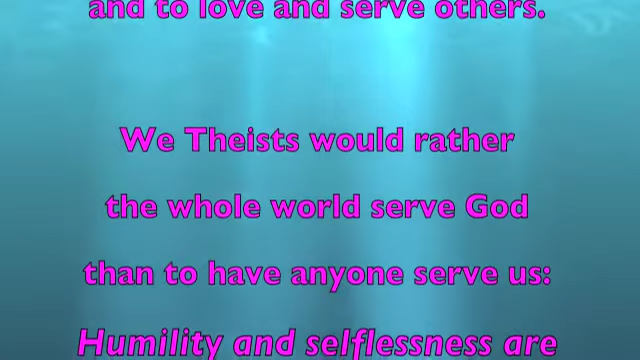 and to love and serve others.
We Theists would rather
the whole world serve God
than to have anyone serve us:
Humility and selflessness are